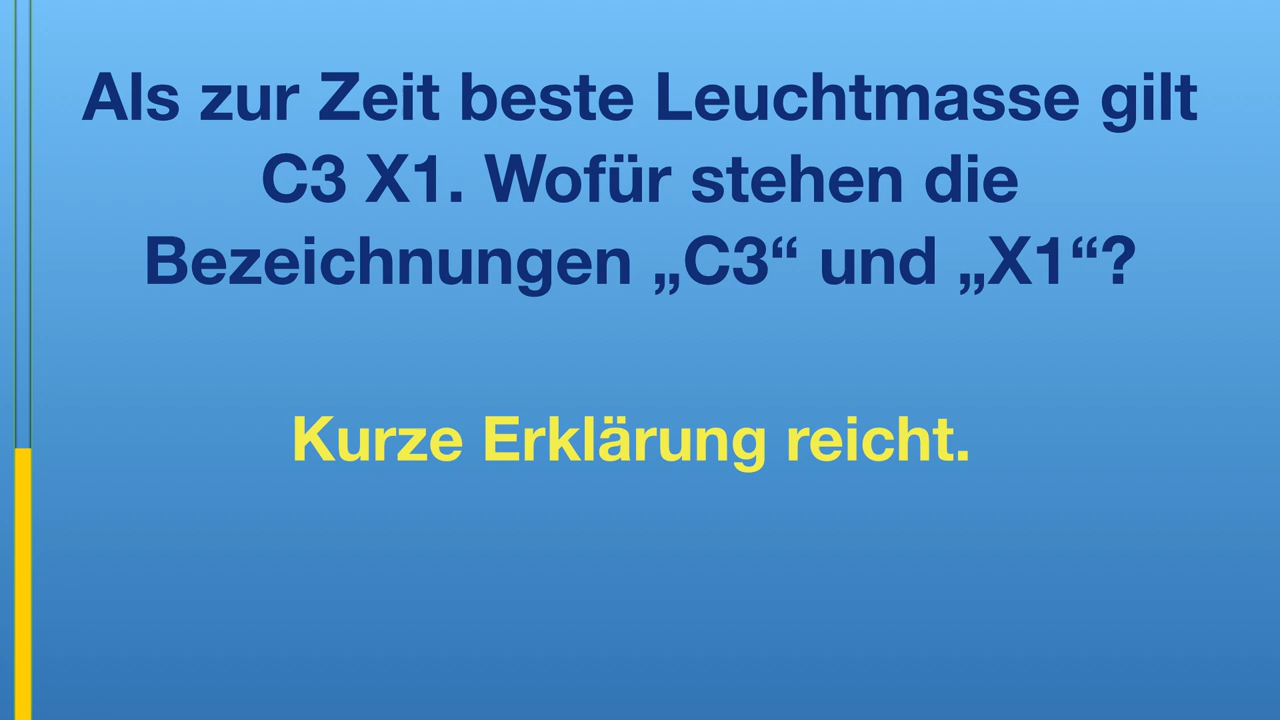 Als zur Zeit beste Leuchtmasse gilt
C3 X1. Wofür stehen die
Bezeichnungen „C3“ und „X1“?
Kurze Erklärung reicht.